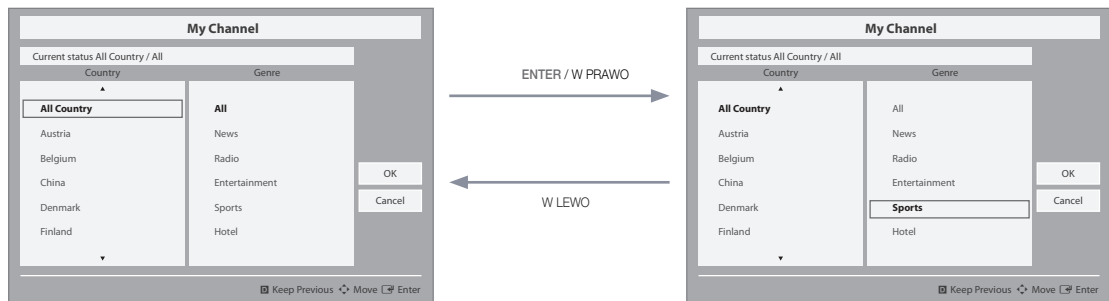 My Channel
Current status All Country / All
Country Genre
▲
All Country All
Austria News
Belgium Radio
China Entertainment
Denmark Sports
Finland Hotel
▼
OK
Cancel
D Keep Previous Move Enter
ENTER / W PRAWO
W LEWO
My Channel
Current status All Country / All
Country Genre
▲
All Country All
Austria News
Belgium Radio
China Entertainment
Denmark Sports
Finland Hotel
▼
OK
Cancel
D Keep Previous Move Enter